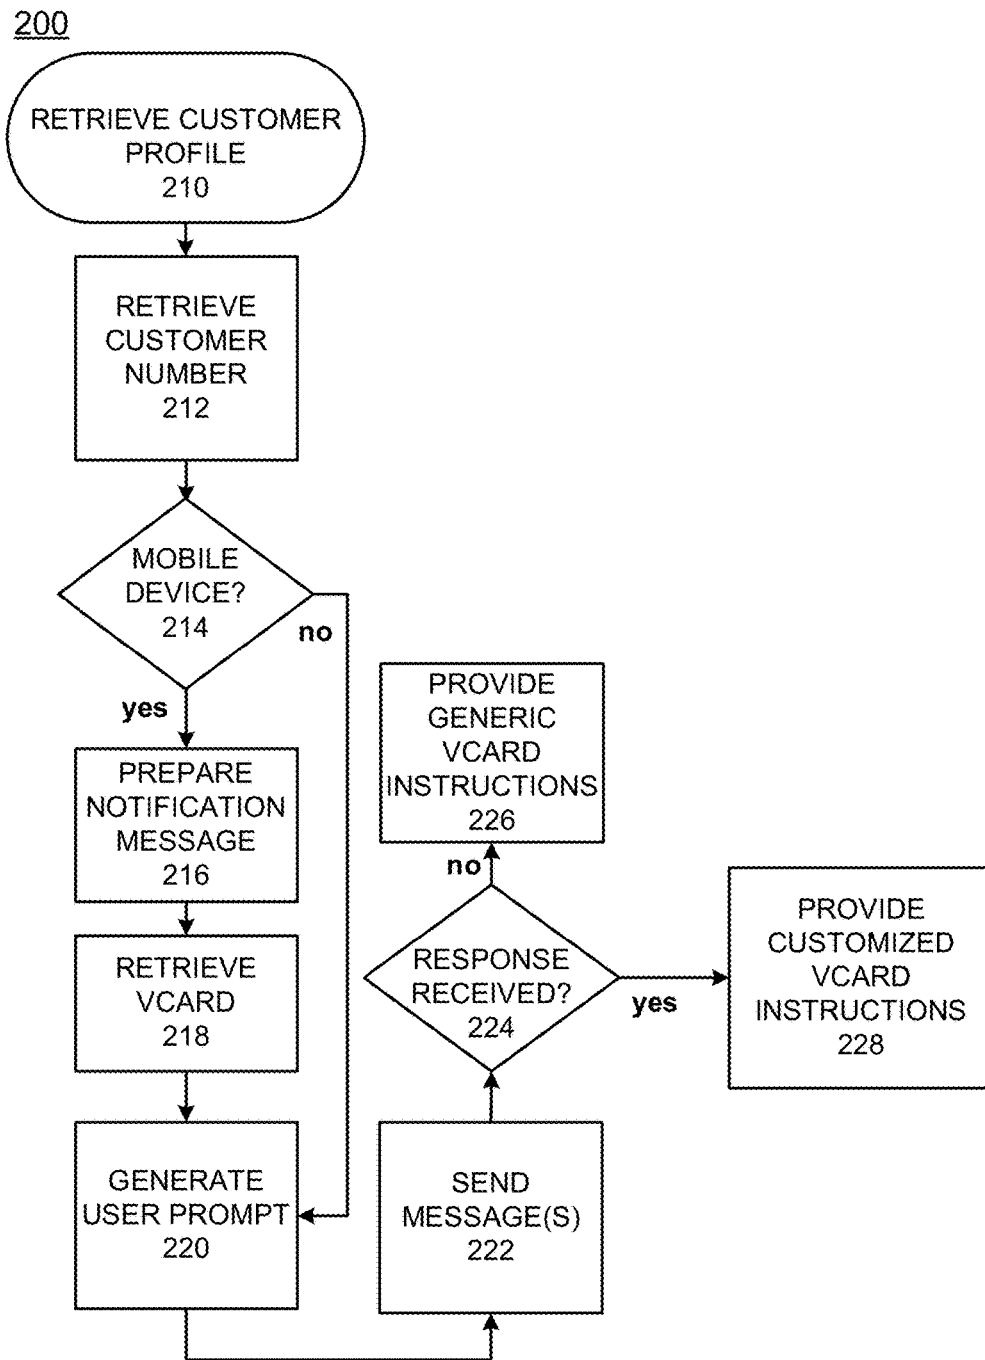 200
RETRIEVE CUSTOMER
PROFILE
210
RETRIEVE
CUSTOMER
NUMBER
212
MOBILE
DEVICE?
214
no
yes
PREPARE
NOTIFICATION
MESSAGE
216
RETRIEVE
VCARD
218
GENERATE
USER PROMPT
220
SEND
MESSAGE(S)
222
RESPONSE
RECEIVED?
224
no
yes
PROVIDE
GENERIC
VCARD
INSTRUCTIONS
226
PROVIDE
CUSTOMIZED
VCARD
INSTRUCTIONS
228